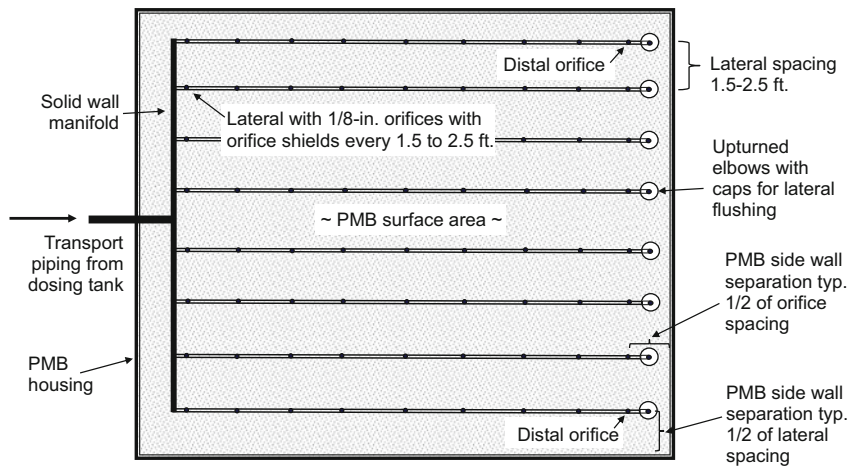 Distal orifice
Lateral spacing
1.5-2.5 ft.
Solid wall
manifold
Lateral with 1/8-in. orifices with
orifice shields every 1.5 to 2.5 ft.
Upturned
elbows with
caps for lateral
flushing
~ PMB surface area ~
Transport
piping from
dosing tank
PMB side wall
separation typ.
1/2 of orifice
spacing
PMB
housing
PMB side wall
separation typ.
1/2 of lateral
spacing
Distal orifice